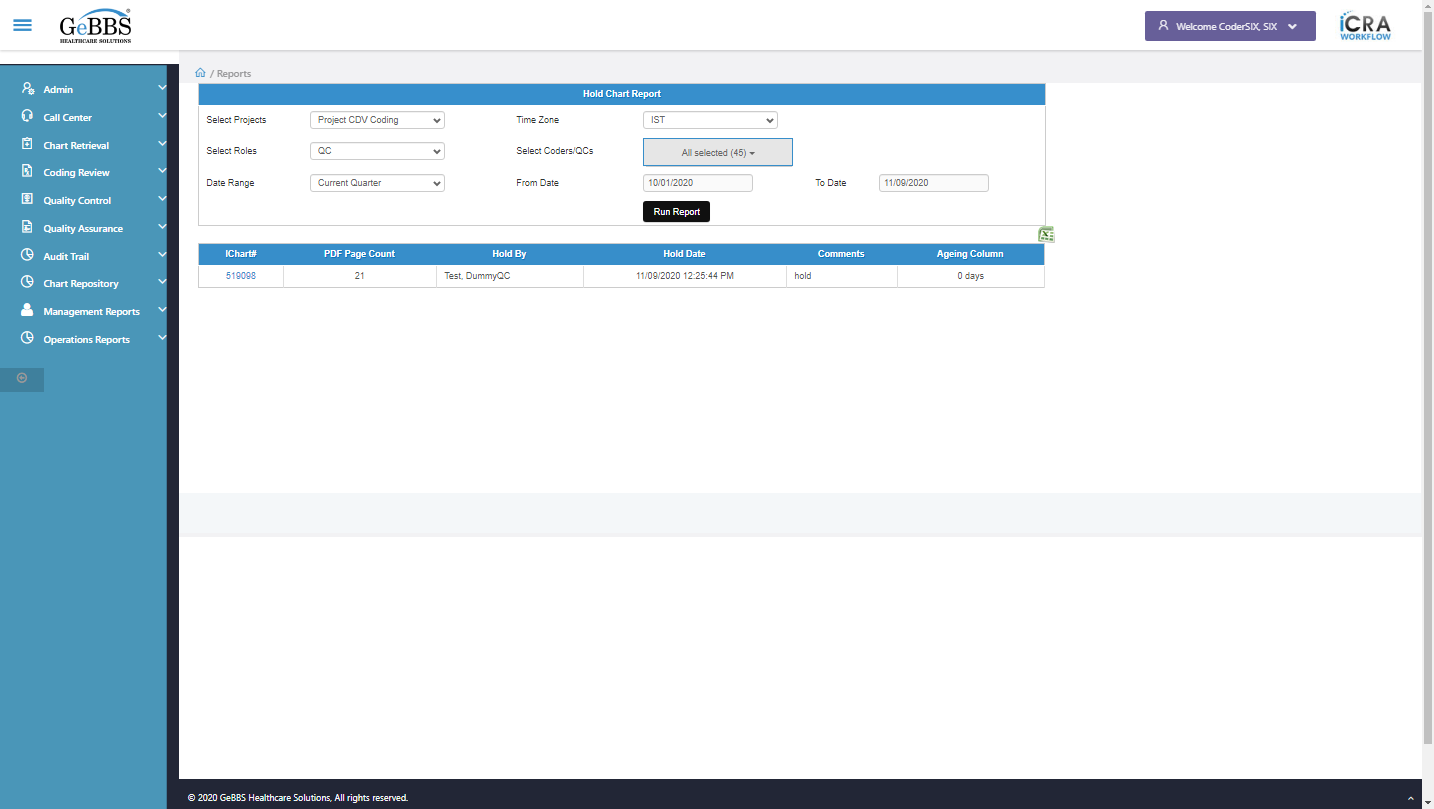 GeBBS®
HEALTHCARE SOLUTIONS
Welcome CoderSIX, SIX
iCRA
WORKFLOW
Admin
Call Center
Chart Retrieval
Coding Review
Quality Control
Quality Assurance
Audit Trail
Chart Repository
Management Reports
Operations Reports
/ Reports
Hold Chart Report
Select Projects Project CDV Coding Time Zone IST
Select Roles QC Select Coders/QCs All selected (45)
Date Range Current Quarter From Date 10/01/2020 To Date 11/09/2020
Run Report
IChart# PDF Page Count Hold By Hold Date Comments Ageing Column
519098 21 Test, DummyQC 11/09/2020 12:25:44 PM hold 0 days
© 2020 GeBBS Healthcare Solutions, All rights reserved.